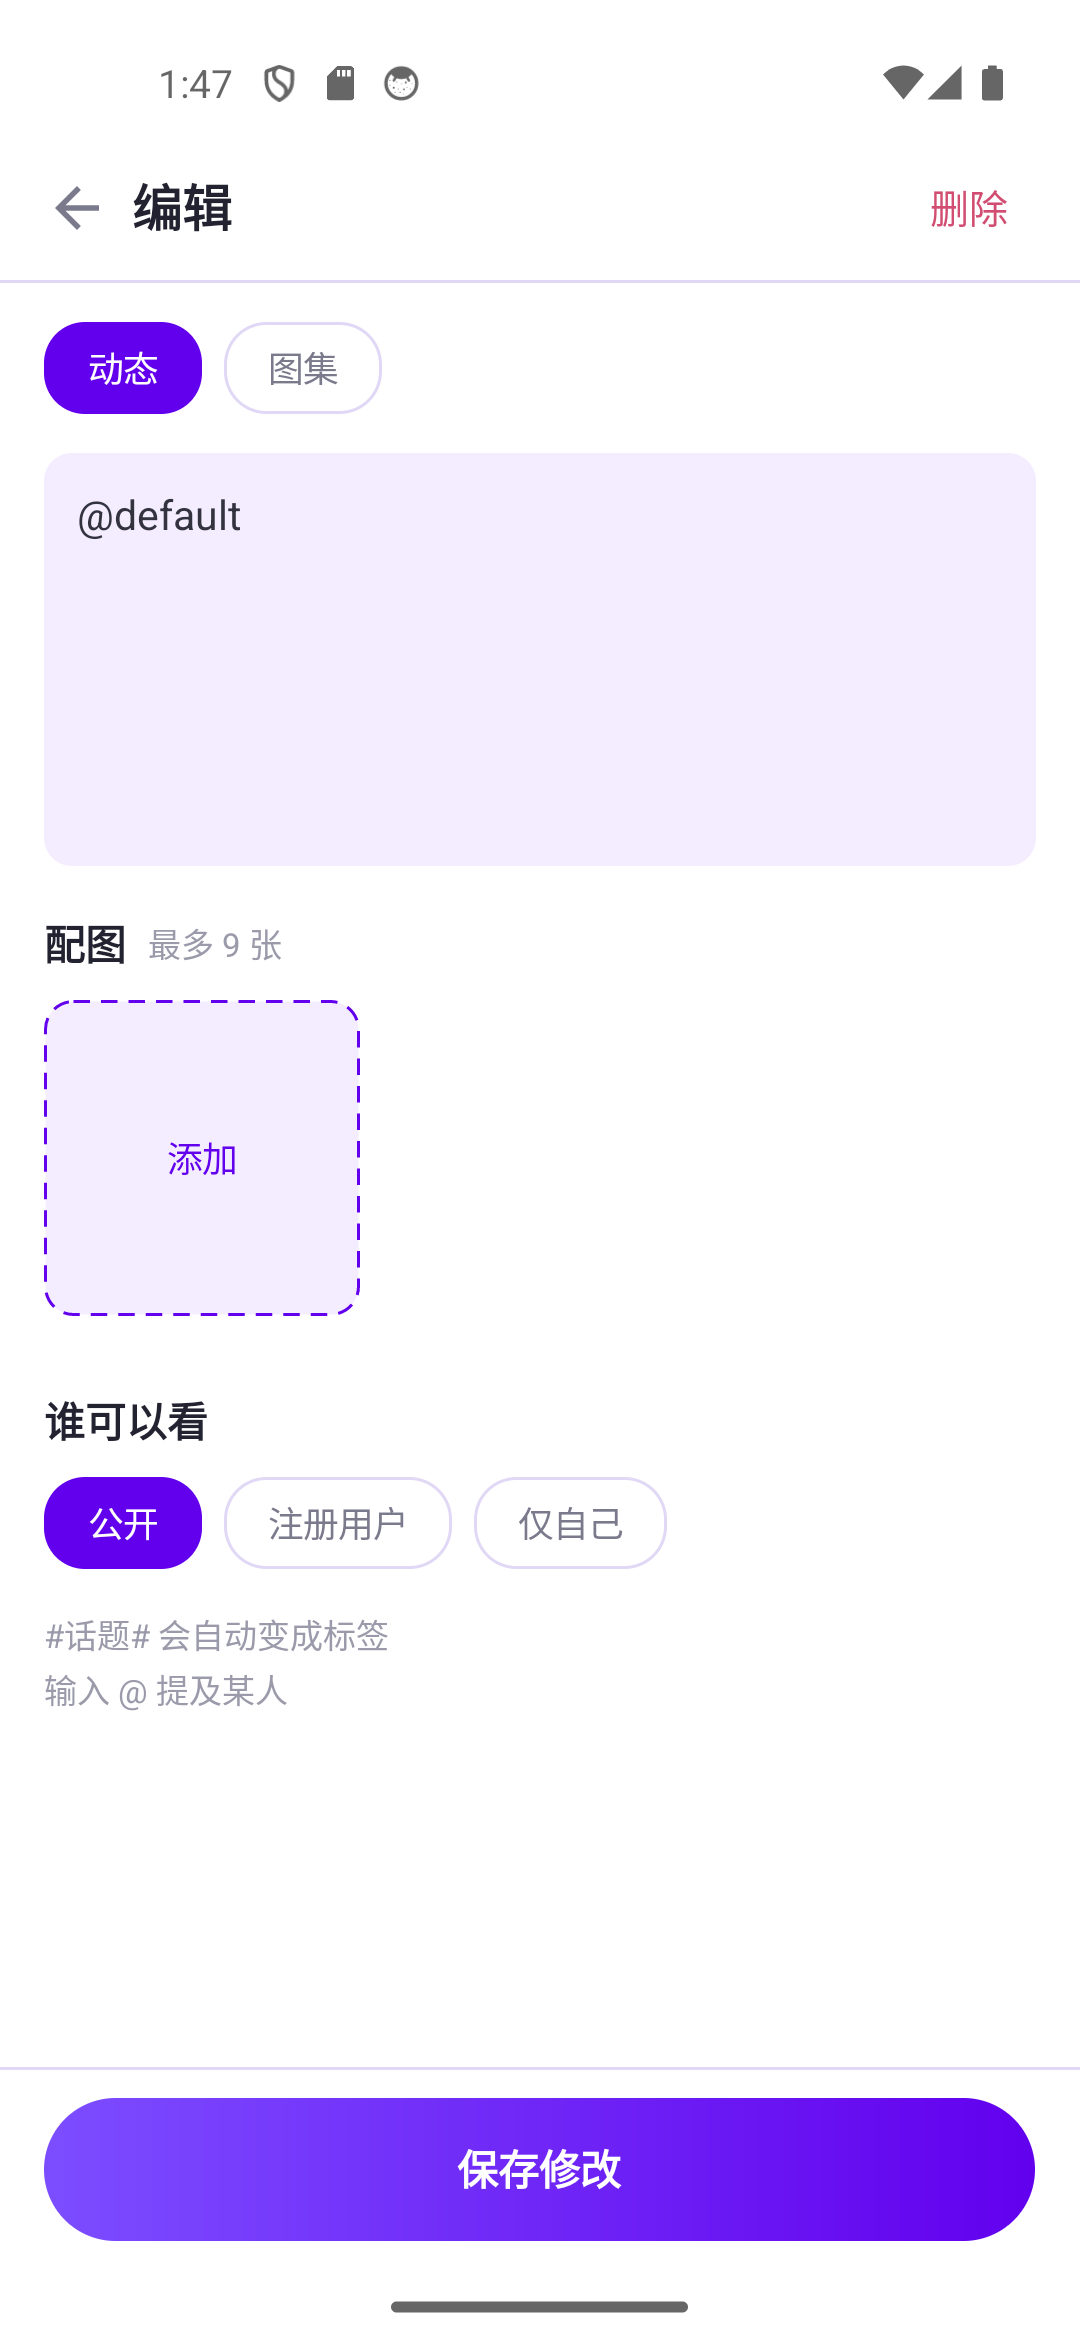 1:47
编辑
删除
动态
图集
@default
配图 最多 9 张
添加
谁可以看
公开
注册用户
仅自己
#话题# 会自动变成标签
输入 @ 提及某人
保存修改